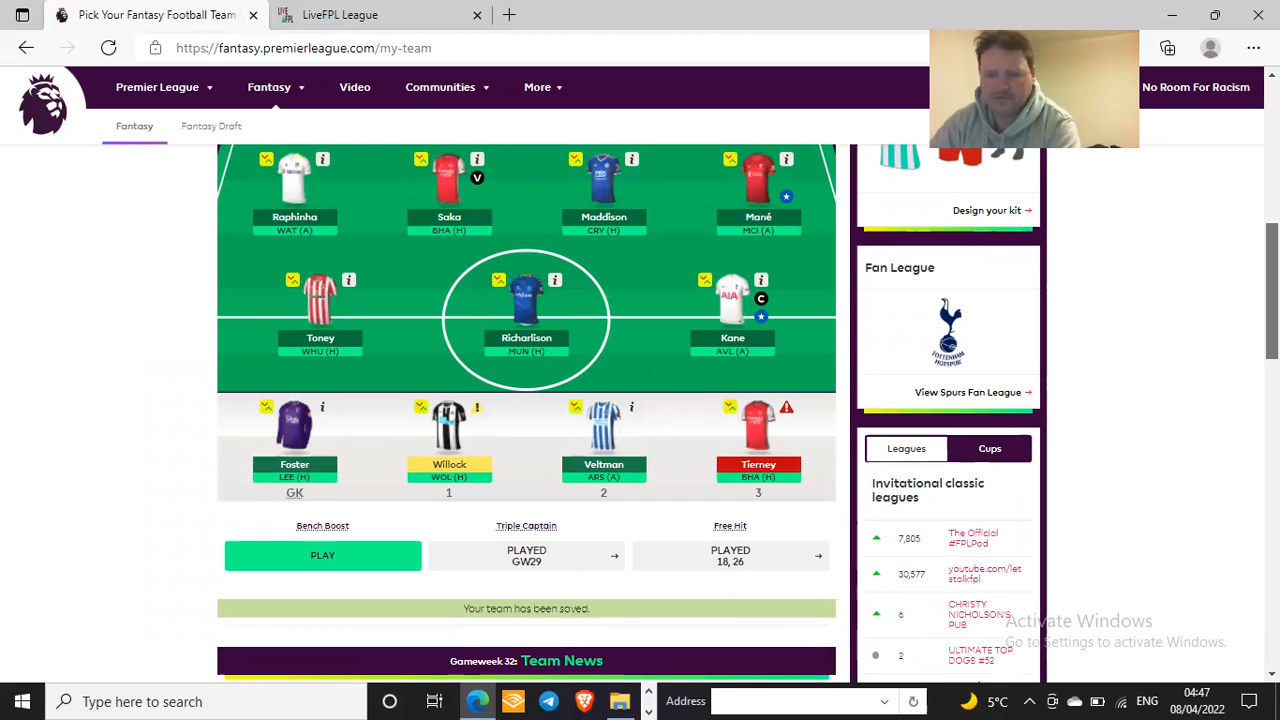 Pick Your Team | Fantasy Football
Pick You League
https://fantasy.premierleague.com/my-team
Premier League Fantasy Video Communities More No Room For Racism
Fantasy Fantasy Draft
V
Raphinha Saka Maddison Mané
WAT (A) BHA (H) CRY (H) MCI (A)
Design your kit →
Fan League
C
AIA
Toney Richarlison Kane
WHU (H) MUN (H) AVL (A)
View Spurs Fan League →
Leagues Cups
Foster Willock Veltman Tierney
LEE (H) WOL (H) ARS (A) BHA (H)
GK 1 2 3
Invitational classic
leagues
Bench Boost Triple Captain Free Hit
PLAY
PLAYED
GW29 →
PLAYED
18, 26 →
7,805 The Official
#FPLPod
30,577 youtube.com/let
stalkfpl
6 CHRISTY
NICHOLSON'S
PUB
2 ULTIMATE TOP
DOGS #52
Your team has been saved.
Gameweek 32: Team News
Activate Windows
Go to Settings to activate Windows.
Type here to search
Address
5°C ENG
04:47
08/04/2022